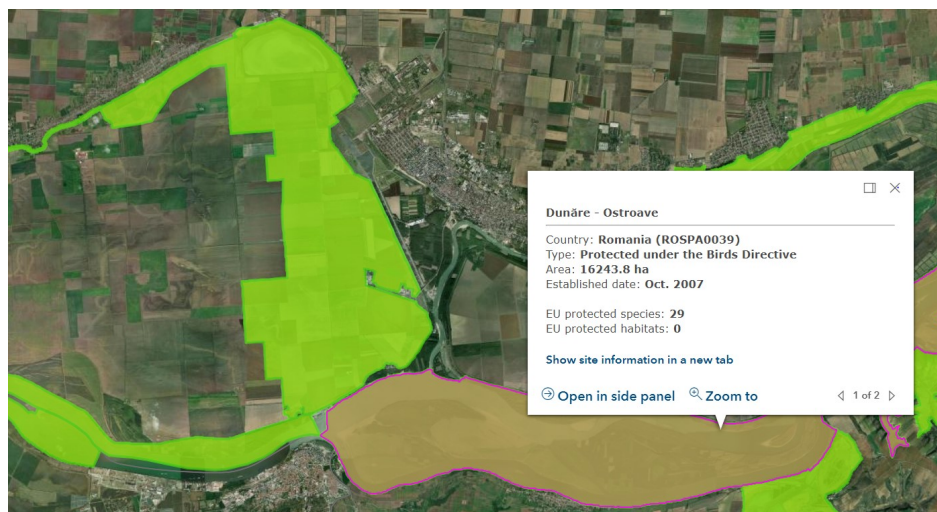 Dunăre - Ostroave
Country: Romania (ROSPA0039)
Type: Protected under the Birds Directive
Area: 16243.8 ha
Established date: Oct. 2007
EU protected species: 29
EU protected habitats: 0
Show site information in a new tab
Open in side panel Zoom to 1 of 2